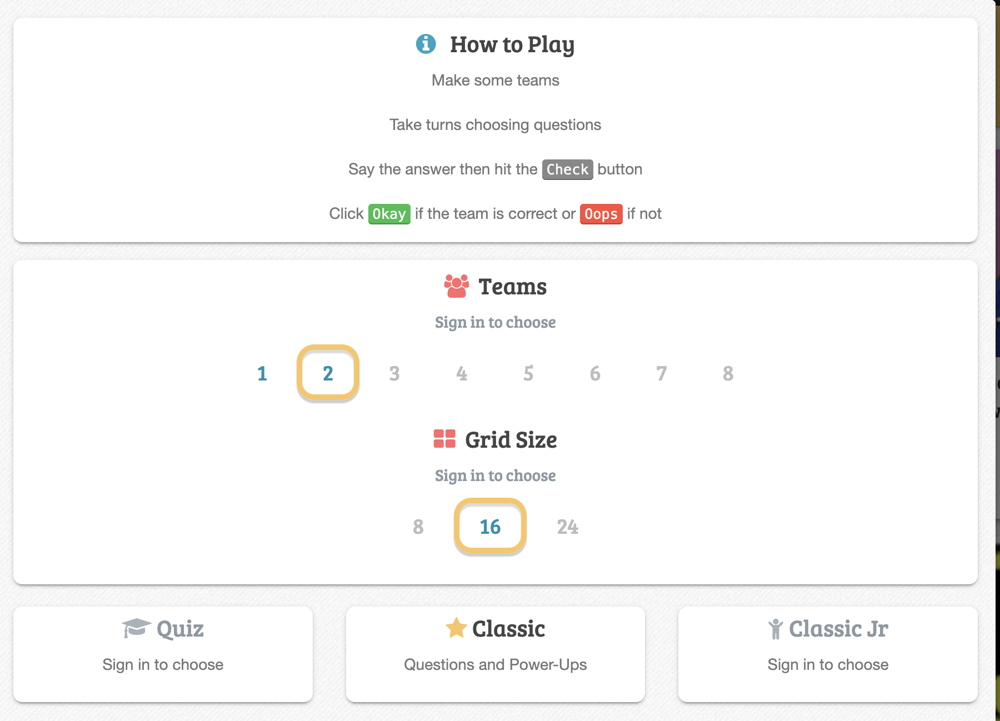 How to Play
Make some teams
Take turns choosing questions
Say the answer then hit the Check button
Click Okay if the team is correct or Oops if not
Teams
Sign in to choose
1 2 3 4 5 6 7 8
Grid Size
Sign in to choose
8 16 24
Quiz
Sign in to choose
Classic
Questions and Power-Ups
Classic Jr
Sign in to choose